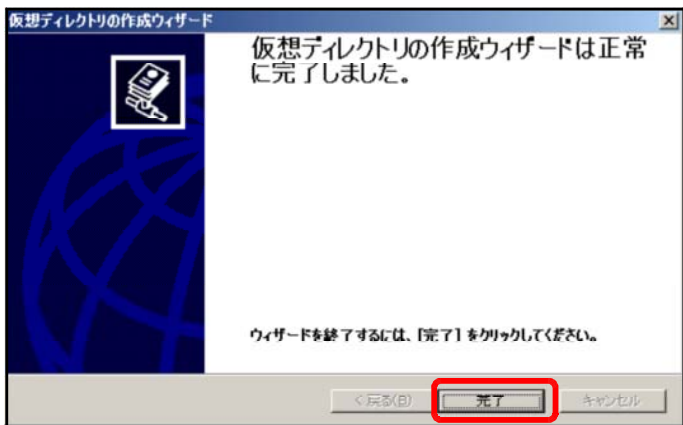 仮想ディレクトリの作成ウィザード
仮想ディレクトリの作成ウィザードは正常
に完了しました。
ウィザードを終了するには、[完了] をクリックしてください。
< 戻る(B)
完了
キャンセル